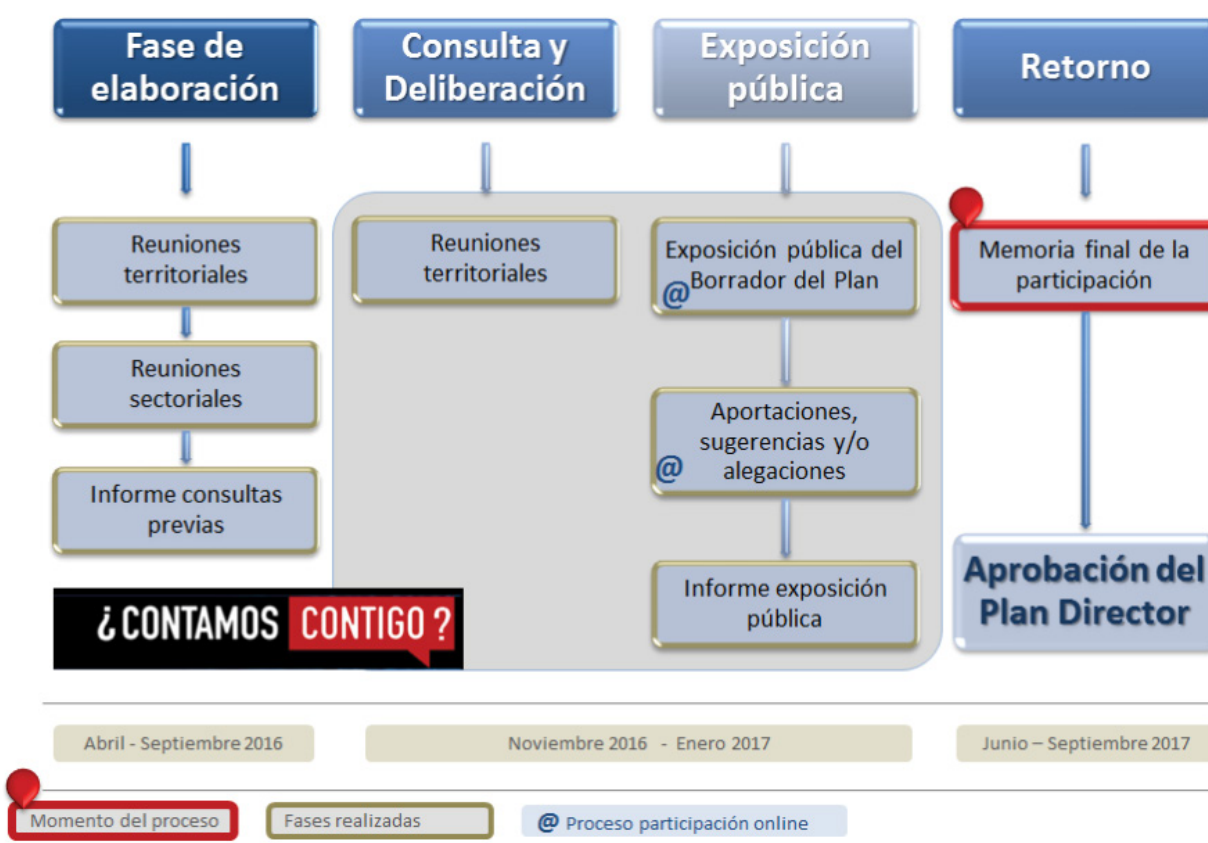 Fase de
elaboración
Consulta y
Deliberación
Exposición
pública
Retorno
Reuniones
territoriales
Reuniones
sectoriales
Informe consultas
previas
Reuniones
territoriales
Exposición pública del
@Borrador del Plan
Aportaciones,
sugerencias y/o
@ alegaciones
Informe exposición
pública
Memoria final de la
participación
Aprobación del
Plan Director
¿CONTAMOS CONTIGO?
Abril - Septiembre 2016
Noviembre 2016 - Enero 2017
Junio – Septiembre 2017
Momento del proceso
Fases realizadas
@ Proceso participación online